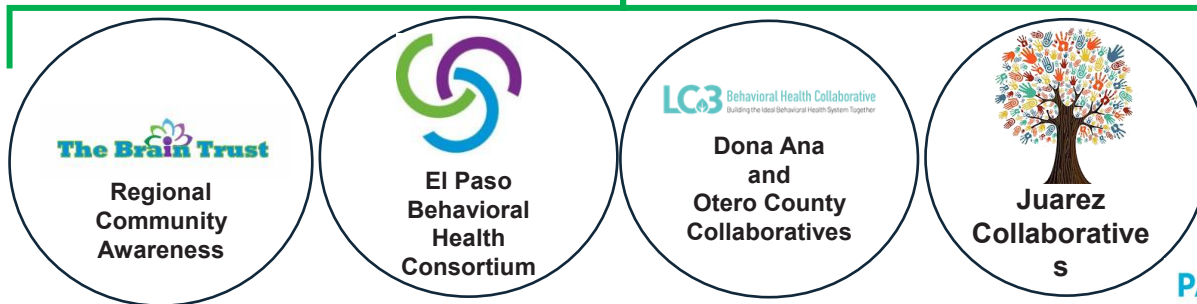 The Brain Trust
Regional
Community
Awareness
El Paso
Behavioral
Health
Consortium
LC3 Behavioral Health Collaborative
Building the Ideal Behavioral Health System Together
Dona Ana
and
Otero County
Collaboratives
Juarez
Collaborative
s